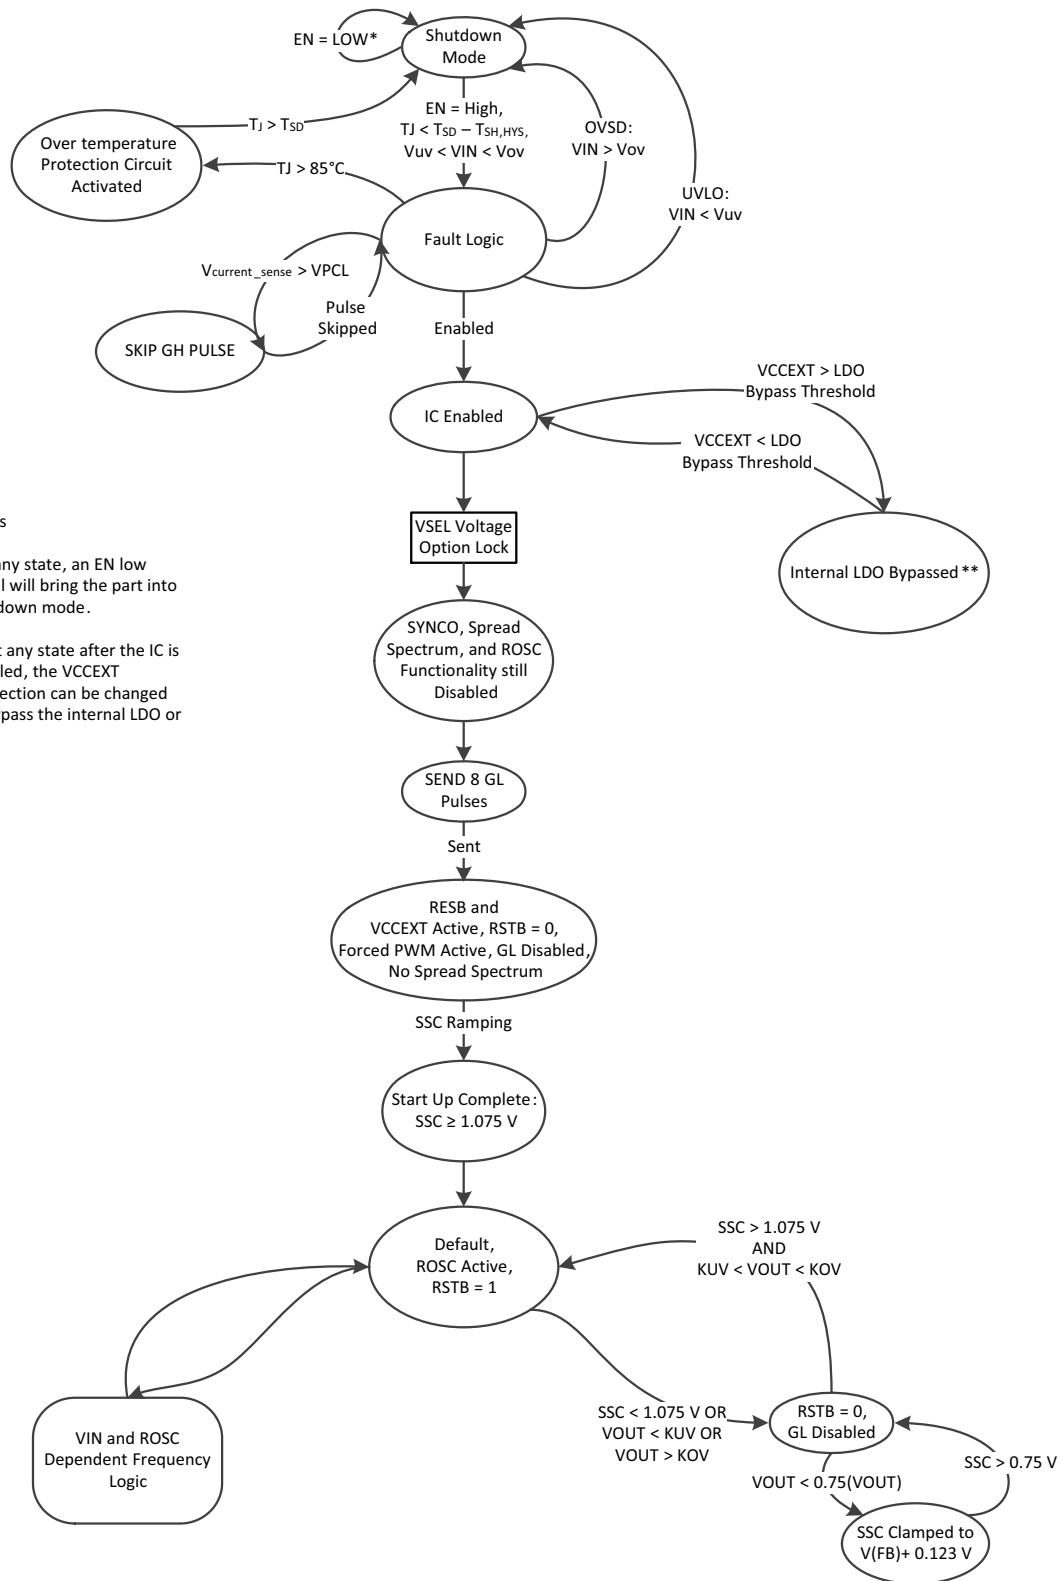 EN = LOW*
Shutdown
Mode
EN = High,
TJ < TSD – TSH,HYS,
Vuv < VIN < Vov
OVSD:
VIN > Vov
UVLO:
VIN < Vuv
TJ > TSD
Over temperature
Protection Circuit
Activated
TJ > 85°C
Fault Logic
Vcurrent_sense > VPCL
Pulse
Skipped
SKIP GH PULSE
Enabled
IC Enabled
VCCEXT > LDO
Bypass Threshold
VCCEXT < LDO
Bypass Threshold
Internal LDO Bypassed**
VSEL Voltage
Option Lock
s
any state, an EN low
l will bring the part into
down mode.
t any state after the IC is
led, the VCCEXT
ection can be changed
ypass the internal LDO or
SYNCO, Spread
Spectrum, and ROSC
Functionality still
Disabled
SEND 8 GL
Pulses
Sent
RESB and
VCCEXT Active, RSTB = 0,
Forced PWM Active, GL Disabled,
No Spread Spectrum
SSC Ramping
Start Up Complete:
SSC ≥ 1.075 V
Default,
ROSC Active,
RSTB = 1
SSC > 1.075 V
AND
KUV < VOUT < KOV
VIN and ROSC
Dependent Frequency
Logic
SSC < 1.075 V OR
VOUT < KUV OR
VOUT > KOV
RSTB = 0,
GL Disabled
VOUT < 0.75(VOUT)
SSC > 0.75 V
SSC Clamped to
V(FB)+ 0.123 V